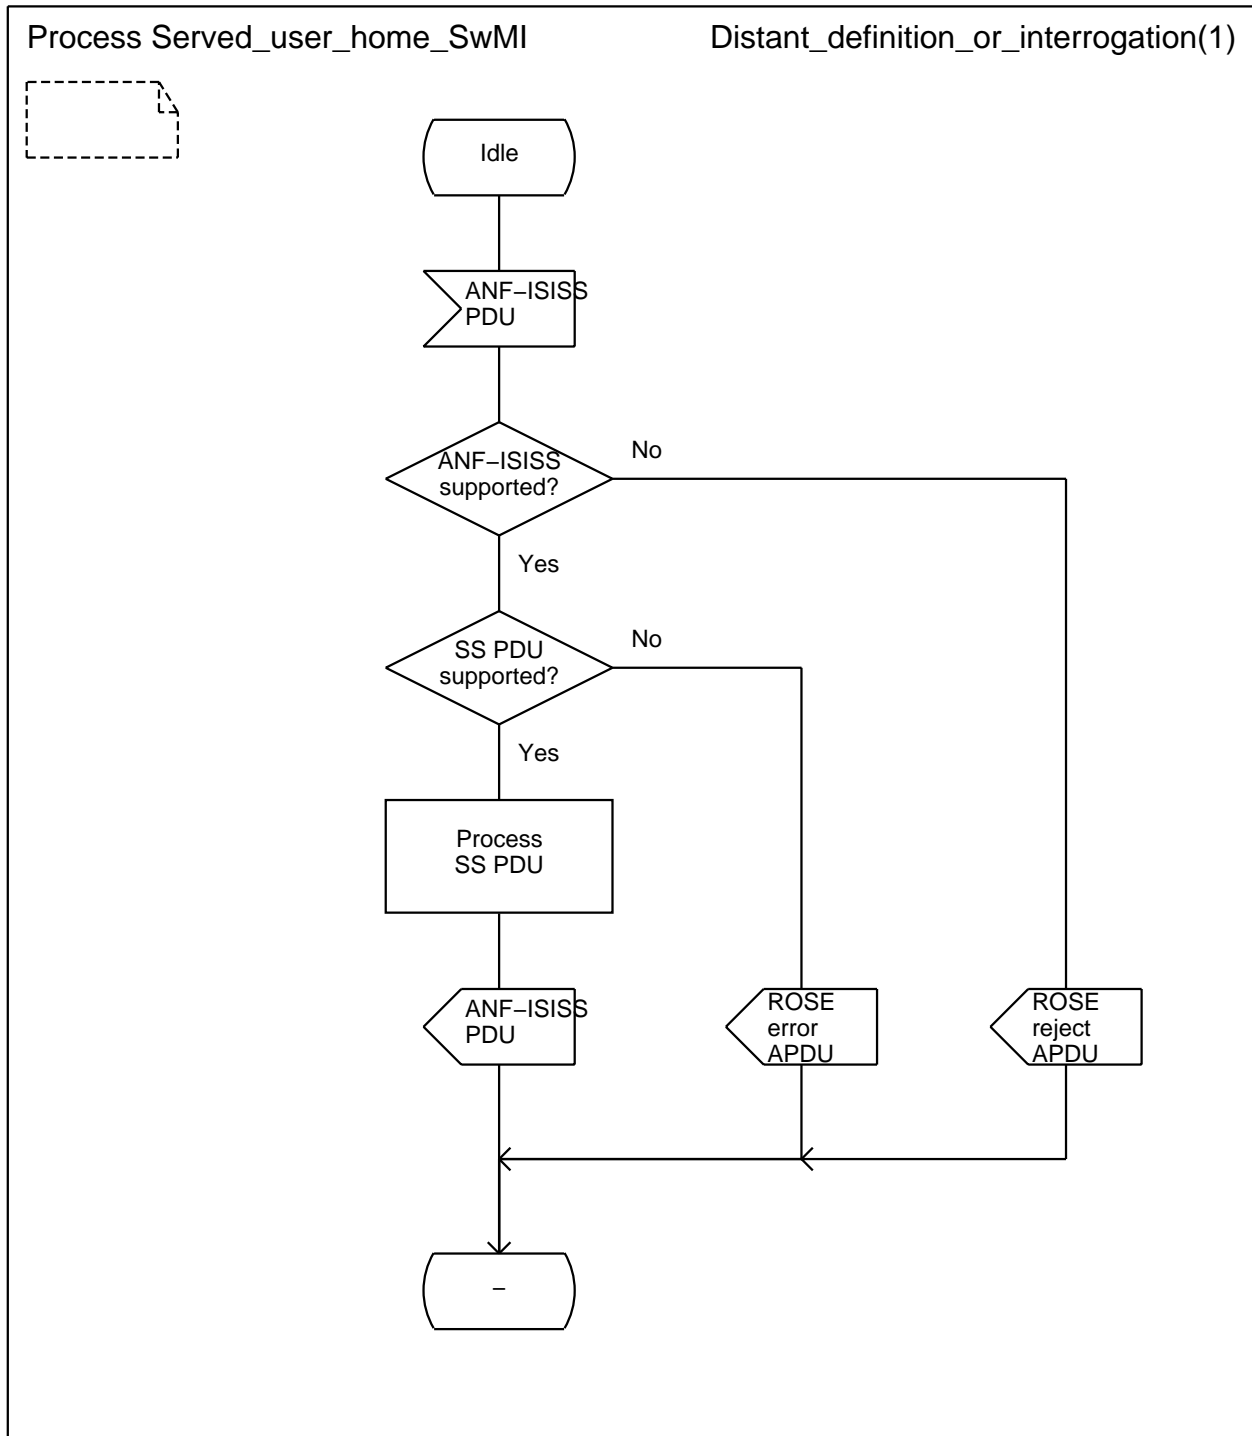 Process Served_user_home_SwMI
Distant_definition_or_interrogation(1)
Idle
ANF−ISISS
PDU
ANF−ISISS
supported?
No
Yes
SS PDU
supported?
No
Yes
Process
SS PDU
ANF−ISISS
PDU
ROSE
error
APDU
ROSE
reject
APDU
−